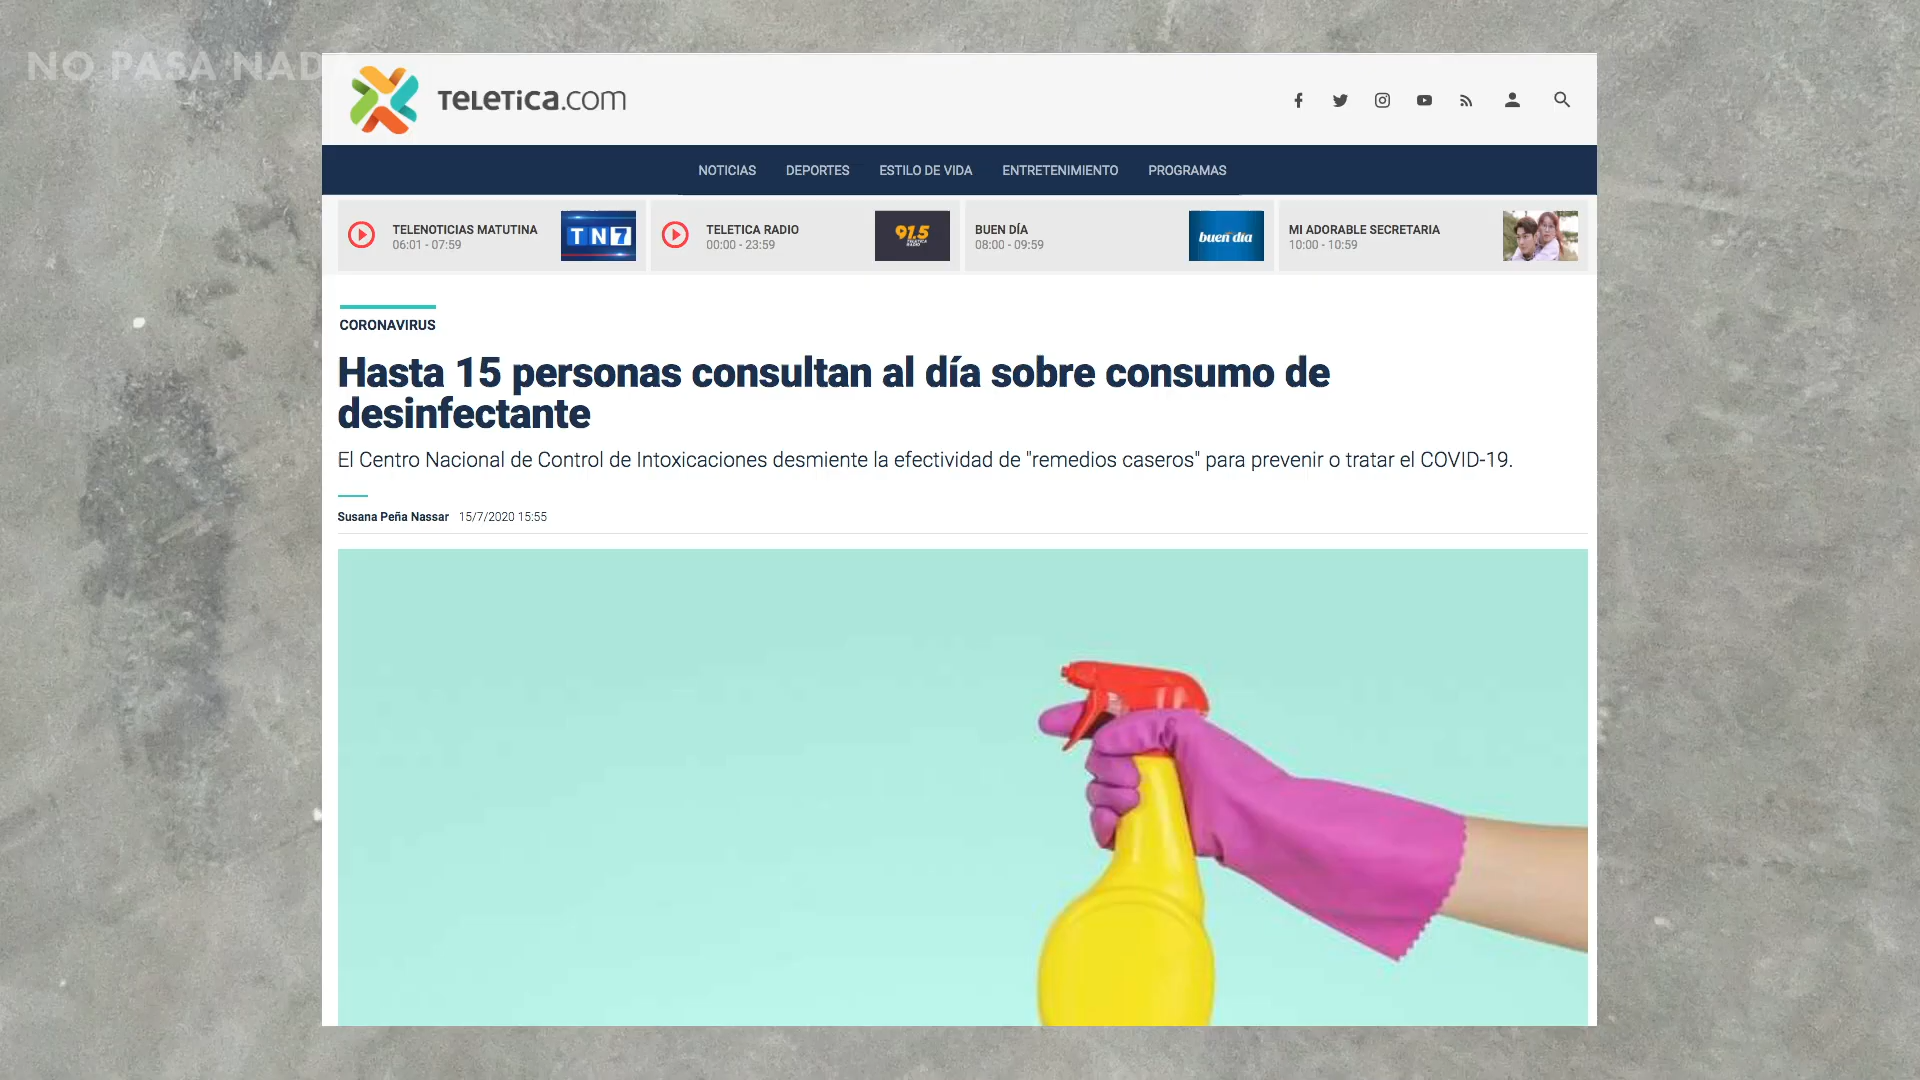 NO PASA NAD
TELETICA.com
NOTICIAS DEPORTES ESTILO DE VIDA ENTRETENIMIENTO PROGRAMAS
TELENOTICIAS MATUTINA
06:01 - 07:59
TN7
TELETICA RADIO
00:00 - 23:59
91.5
TELETICA
RADIO
BUEN DÍA
08:00 - 09:59
buen día
MI ADORABLE SECRETARIA
10:00 - 10:59
CORONAVIRUS
Hasta 15 personas consultan al día sobre consumo de
desinfectante
El Centro Nacional de Control de Intoxicaciones desmiente la efectividad de "remedios caseros" para prevenir o tratar el COVID-19.
Susana Peña Nassar 15/7/2020 15:55